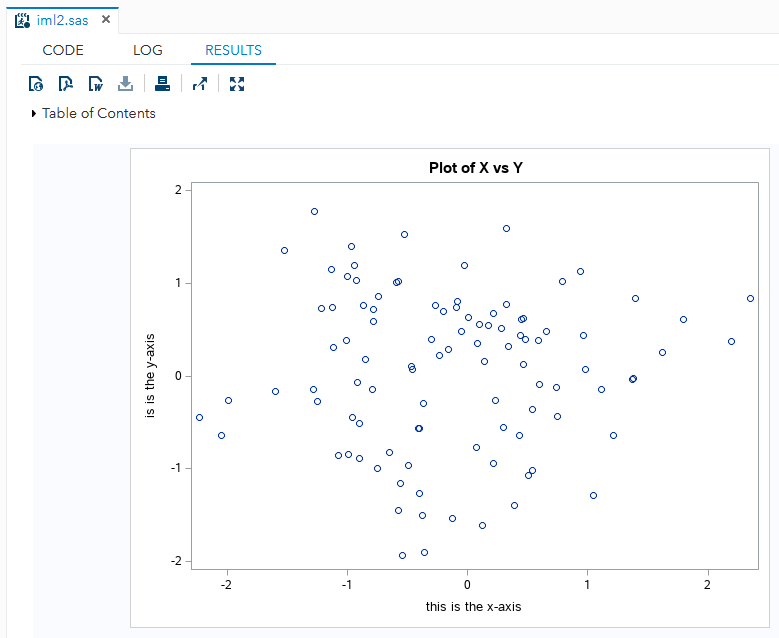 iml2.sas ×
CODE LOG RESULTS
Table of Contents
Plot of X vs Y
2
1
0
-1
-2
is is the y-axis
-2 -1 0 1 2
this is the x-axis